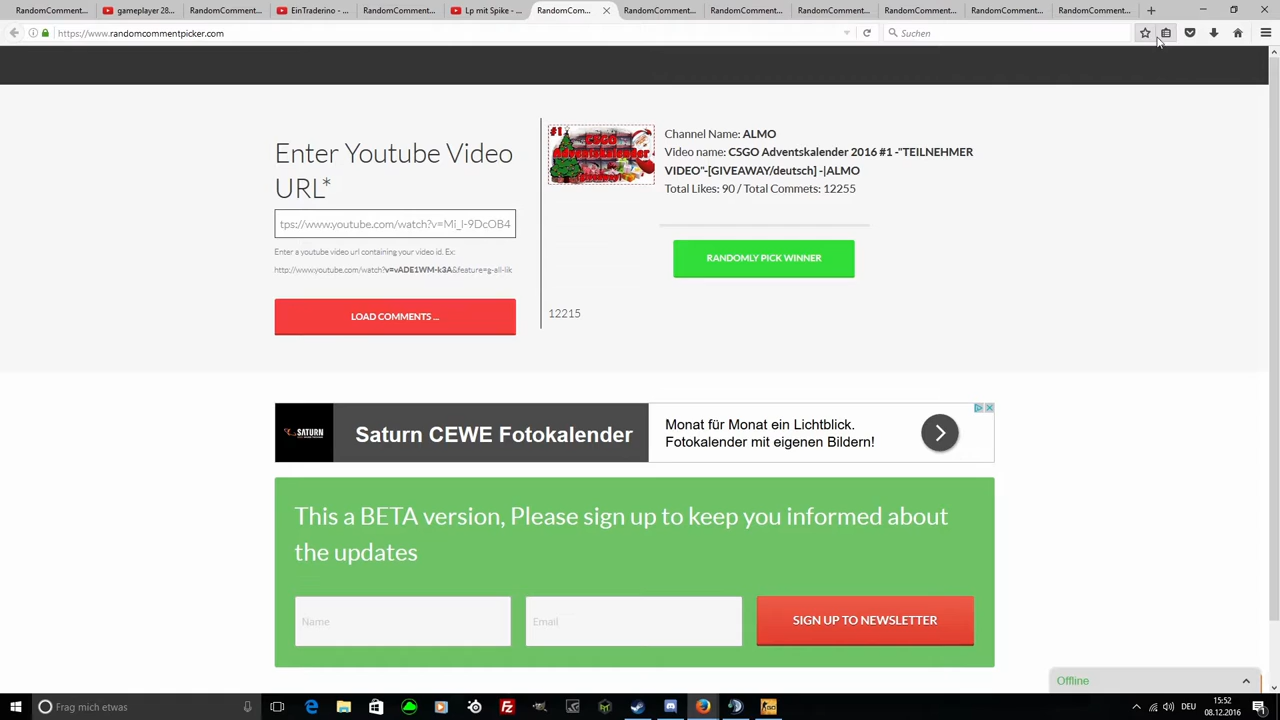 RandomComment...
gameplayer 28...
RandomComment...
EinTraderino - ...
RandomComment...
Lp mit Spike - ...
RandomCom...
RandomComment...
RandomComment...
RandomComment...
RandomComment...
RandomComment...
RandomComment...
https://www.randomcommentpicker.com
Suchen
Enter Youtube Video
URL*
tps://www.youtube.com/watch?v=Mi_I-9DcOB4
Enter a youtube video url containing your video id. Ex:
http://www.youtube.com/watch?v=vADE1WM-k3A&feature=g-all-lik
LOAD COMMENTS ...
#1 CSGO
Adventskalender
Channel Name: ALMO
Video name: CSGO Adventskalender 2016 #1 -"TEILNEHMER
VIDEO"-[GIVEAWAY/deutsch] -|ALMO
Total Likes: 90 / Total Commets: 12255
RANDOMLY PICK WINNER
12215
SATURN
Saturn CEWE Fotokalender
Monat für Monat ein Lichtblick.
Fotokalender mit eigenen Bildern!
This a BETA version, Please sign up to keep you informed about
the updates
Name
Email
SIGN UP TO NEWSLETTER
Offline
Frag mich etwas
DEU
15:52
08.12.2016